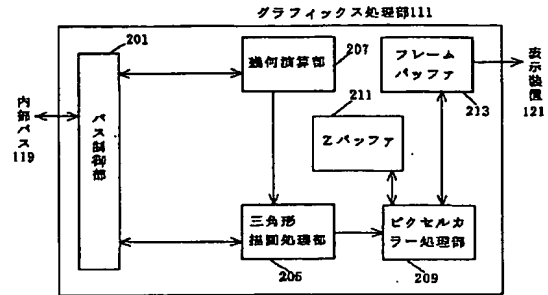 グラフィックス処理部111
201
バス制御部
内部バス
119
幾何演算部
207
フレーム
バッファ
213
表示装置
121
211
Zバッファ
三角形
描画処理部
205
ピクセルカ
ラー処理部
209